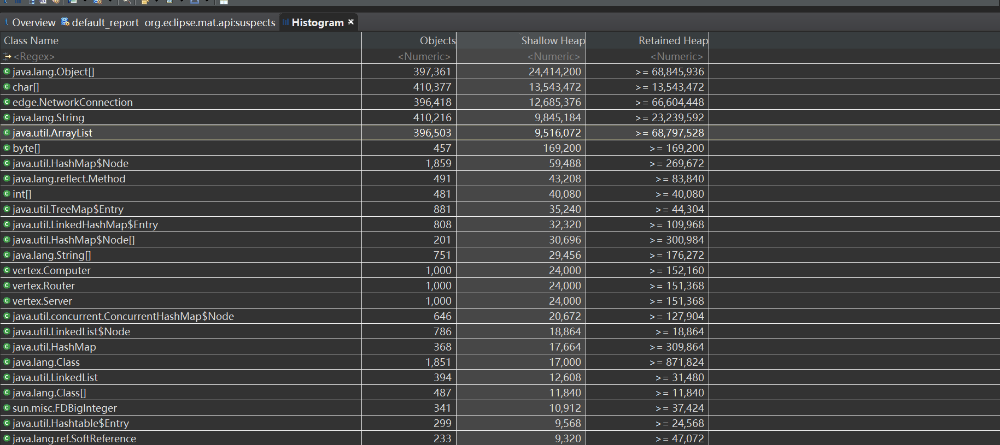 Overview default_report org.eclipse.mat.api:suspects Histogram
Class Name Objects Shallow Heap Retained Heap
<Regex> <Numeric> <Numeric> <Numeric>
java.lang.Object[] 397,361 24,414,200 >= 68,845,936
char[] 410,377 13,543,472 >= 13,543,472
edge.NetworkConnection 396,418 12,685,376 >= 66,604,448
java.lang.String 410,216 9,845,184 >= 23,239,592
java.util.ArrayList 396,503 9,516,072 >= 68,797,528
byte[] 457 169,200 >= 169,200
java.util.HashMap$Node 1,859 59,488 >= 269,672
java.lang.reflect.Method 491 43,208 >= 83,840
int[] 481 40,080 >= 40,080
java.util.TreeMap$Entry 881 35,240 >= 44,304
java.util.LinkedHashMap$Entry 808 32,320 >= 109,968
java.util.HashMap$Node[] 201 30,696 >= 300,984
java.lang.String[] 751 29,456 >= 176,272
vertex.Computer 1,000 24,000 >= 152,160
vertex.Router 1,000 24,000 >= 151,368
vertex.Server 1,000 24,000 >= 151,368
java.util.concurrent.ConcurrentHashMap$Node 646 20,672 >= 127,904
java.util.LinkedList$Node 786 18,864 >= 18,864
java.util.HashMap 368 17,664 >= 309,864
java.lang.Class 1,851 17,000 >= 871,824
java.util.LinkedList 394 12,608 >= 31,480
java.lang.Class[] 487 11,840 >= 11,840
sun.misc.FDBigInteger 341 10,912 >= 37,424
java.util.Hashtable$Entry 299 9,568 >= 24,568
java.lang.ref.SoftReference 233 9,320 >= 47,072